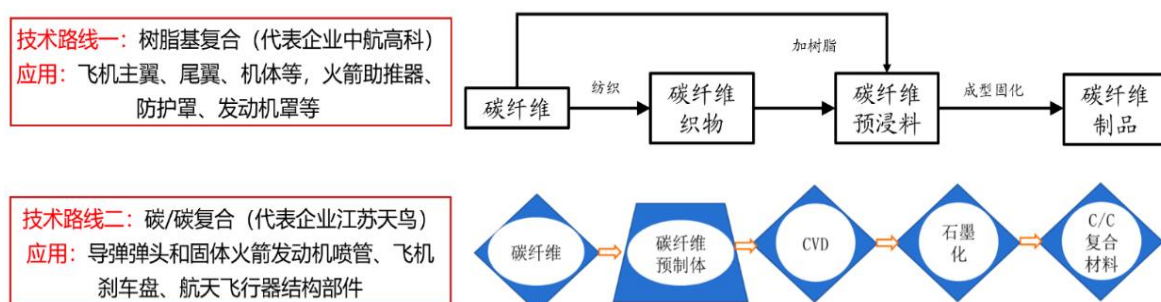 技术路线一：树脂基复合（代表企业中航高科）
应用：飞机主翼、尾翼、机体等，火箭助推器、
防护罩、发动机罩等
加树脂
碳纤维
纺织
碳纤维
织物
碳纤维
预浸料
成型固化
碳纤维
制品
技术路线二：碳/碳复合（代表企业江苏天鸟）
应用：导弹弹头和固体火箭发动机喷管、飞机
刹车盘、航天飞行器结构部件
碳纤维
碳纤维
预制体
CVD
石墨
化
C/C
复合
材料